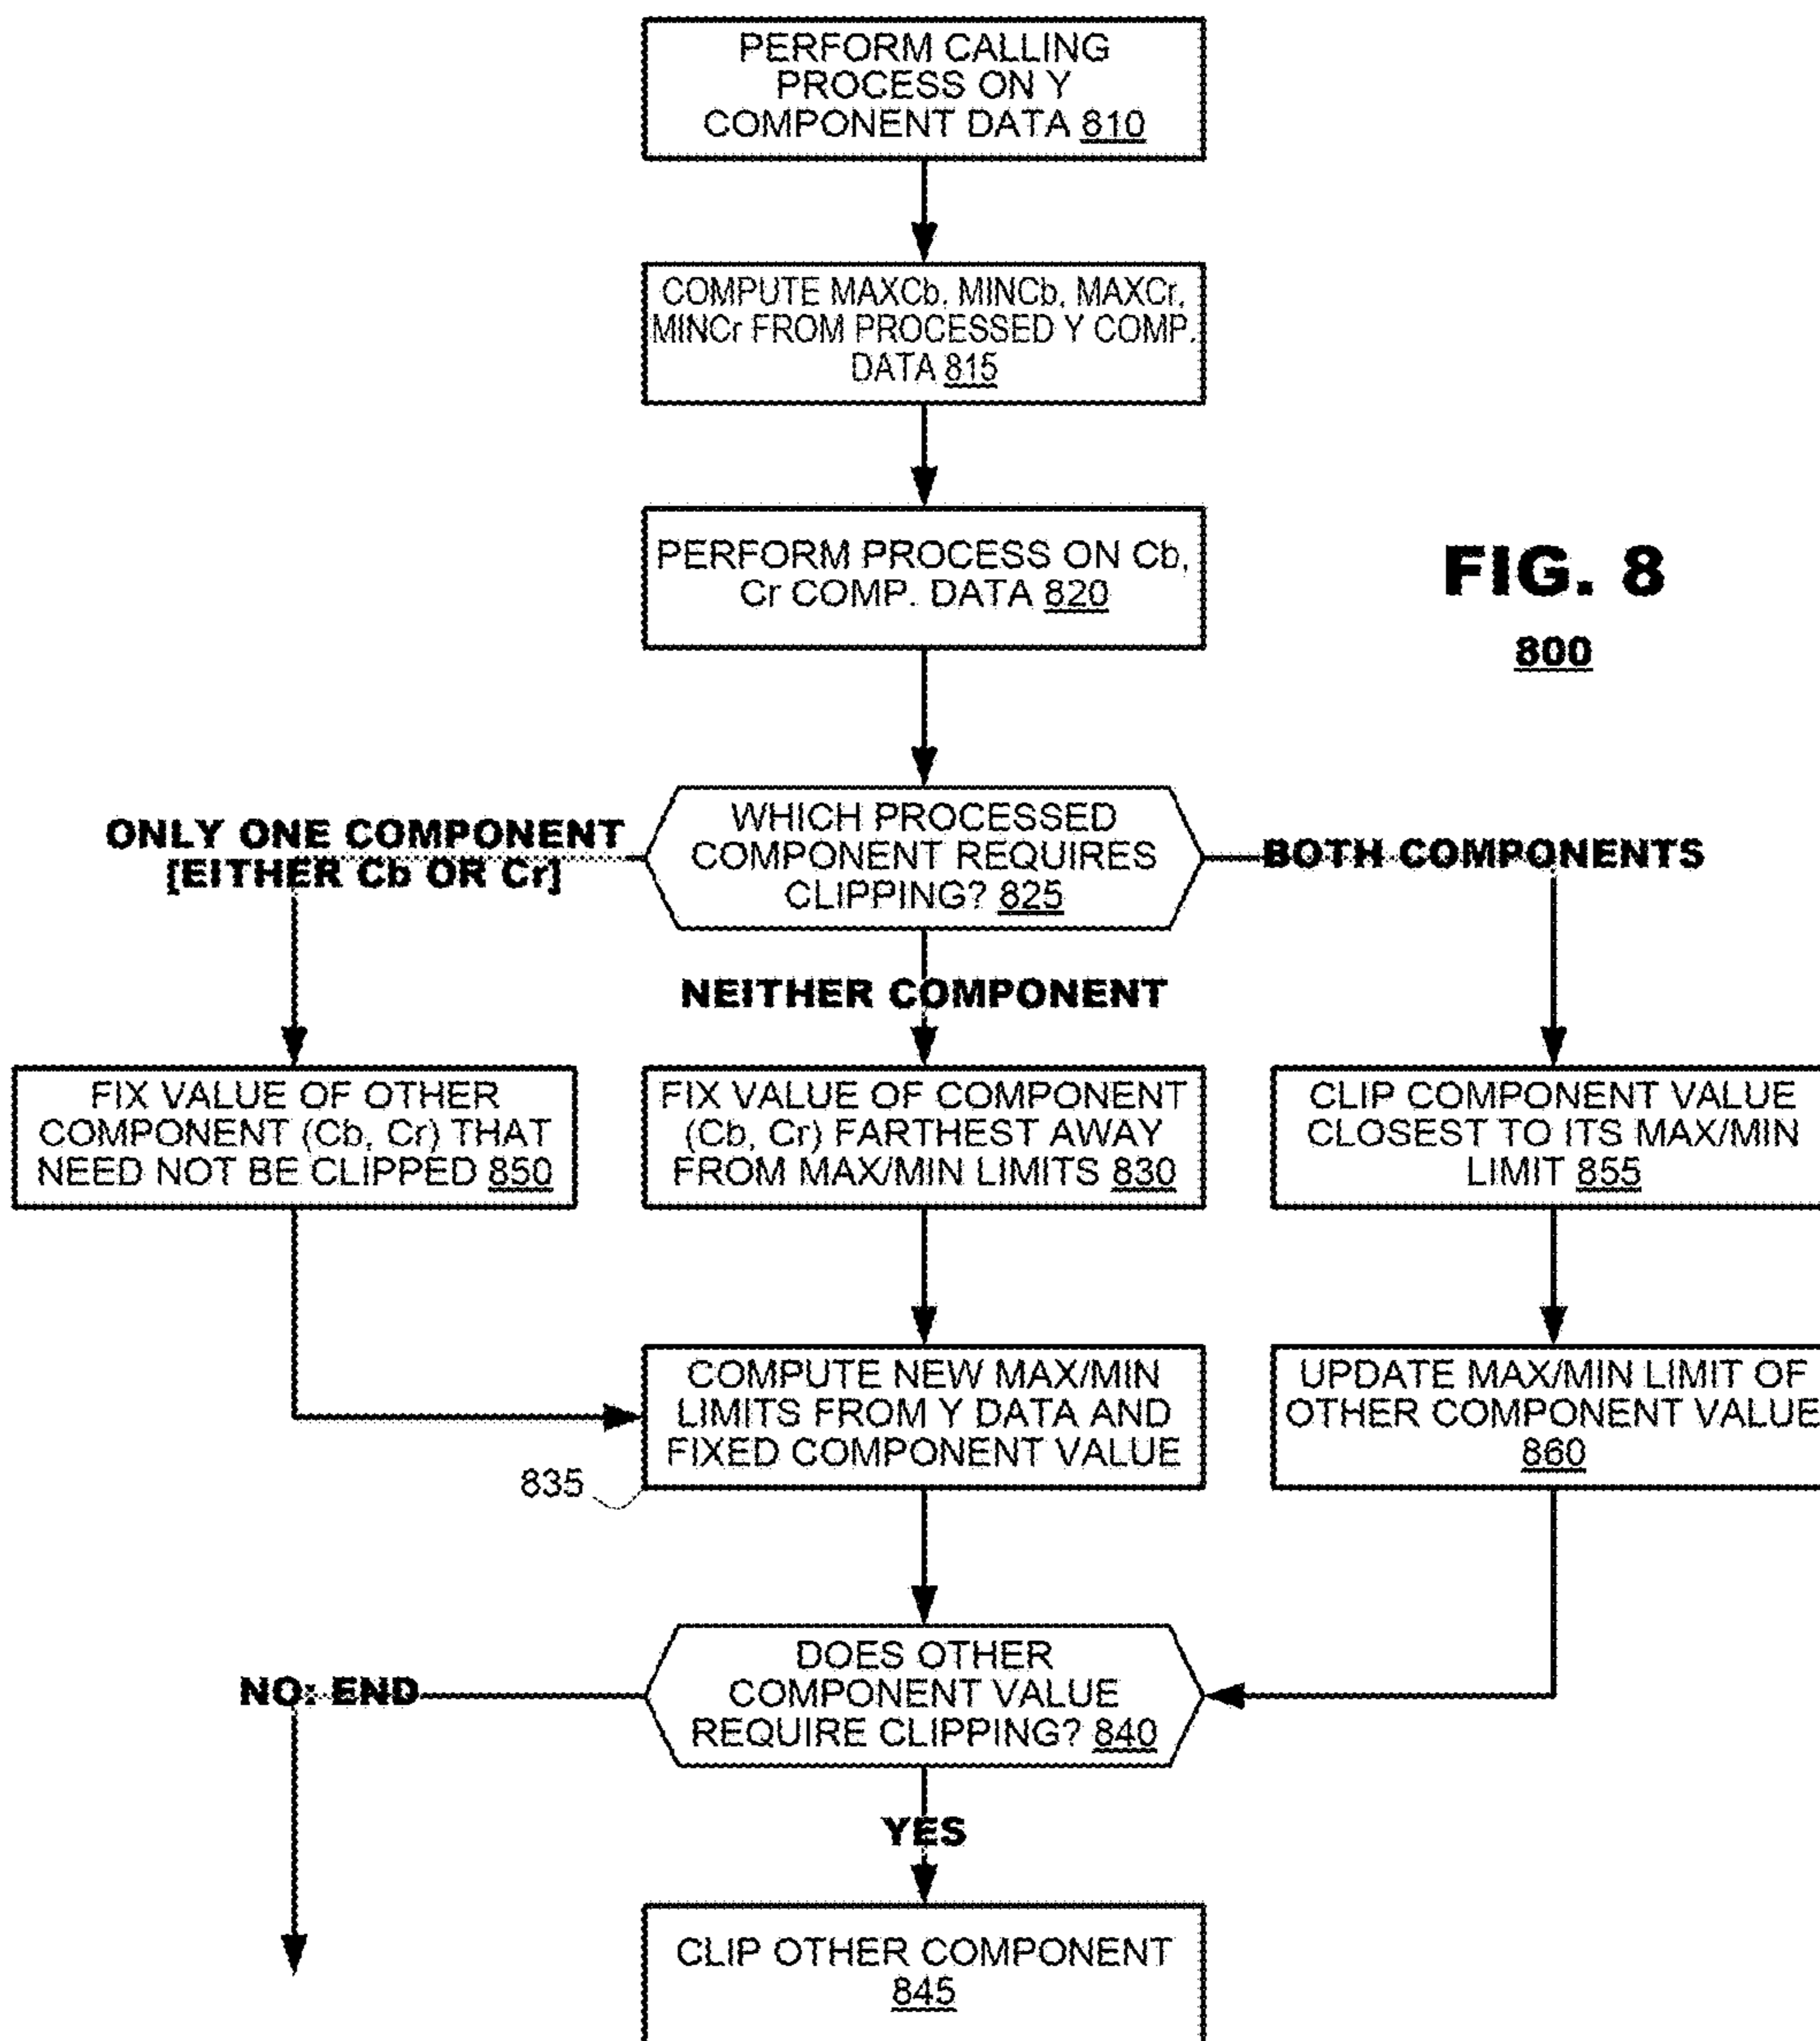 PERFORM CALLING
PROCESS ON Y
COMPONENT DATA 810
COMPUTE MAXCb, MINCb, MAXCr,
MINCr FROM PROCESSED Y COMP.
DATA 815
PERFORM PROCESS ON Cb,
Cr COMP. DATA 820
FIG. 8
800
WHICH PROCESSED
COMPONENT REQUIRES
CLIPPING? 825
ONLY ONE COMPONENT
[EITHER Cb OR Cr]
BOTH COMPONENTS
NEITHER COMPONENT
FIX VALUE OF OTHER
COMPONENT (Cb, Cr) THAT
NEED NOT BE CLIPPED 850
FIX VALUE OF COMPONENT
(Cb, Cr) FARTHEST AWAY
FROM MAX/MIN LIMITS 830
CLIP COMPONENT VALUE
CLOSEST TO ITS MAX/MIN
LIMIT 855
COMPUTE NEW MAX/MIN
LIMITS FROM Y DATA AND
FIXED COMPONENT VALUE
835
UPDATE MAX/MIN LIMIT OF
OTHER COMPONENT VALUE
860
DOES OTHER
COMPONENT VALUE
REQUIRE CLIPPING? 840
NO: END
YES
CLIP OTHER COMPONENT
845